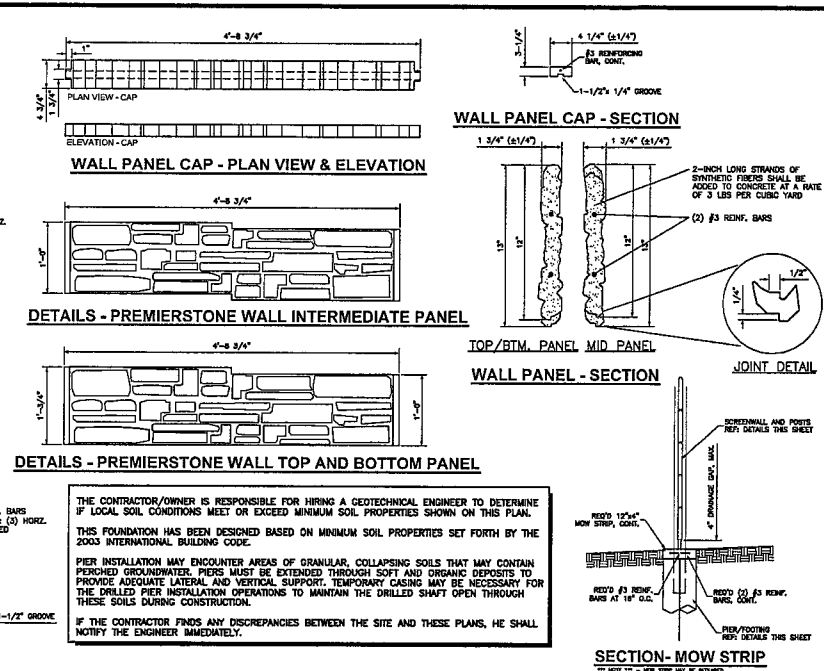 4'-8 3/4"
1"
4 3/4"
1 3/4"
PLAN VIEW - CAP
ELEVATION - CAP
WALL PANEL CAP - PLAN VIEW & ELEVATION
3-1/4"
4 1/4" (±1/4")
#3 REINFORCING
BAR, CONT.
1-1/2"x 1/4" GROOVE
WALL PANEL CAP - SECTION
1 3/4" (±1/4")
1 3/4" (±1/4")
2-INCH LONG STRANDS OF
SYNTHETIC FIBERS SHALL BE
ADDED TO CONCRETE AT A RATE
OF 3 LBS PER CUBIC YARD
(2) #3 REINF. BARS
13"
12"
12"
13"
TOP/BTM. PANEL
MID PANEL
WALL PANEL - SECTION
1/2"
1/4"
JOINT DETAIL
4'-8 3/4"
1'-0"
DETAILS - PREMIERSTONE WALL INTERMEDIATE PANEL
4'-8 3/4"
1'-3/4"
1'-0"
DETAILS - PREMIERSTONE WALL TOP AND BOTTOM PANEL
BARS
(3) HORZ.
1-1/2" GROOVE
THE CONTRACTOR/OWNER IS RESPONSIBLE FOR HIRING A GEOTECHNICAL ENGINEER TO DETERMINE
IF LOCAL SOIL CONDITIONS MEET OR EXCEED MINIMUM SOIL PROPERTIES SHOWN ON THIS PLAN.
THIS FOUNDATION HAS BEEN DESIGNED BASED ON MINIMUM SOIL PROPERTIES SET FORTH BY THE
2003 INTERNATIONAL BUILDING CODE.
PIER INSTALLATION MAY ENCOUNTER AREAS OF GRANULAR, COLLAPSING SOILS THAT MAY CONTAIN
PERCHED GROUNDWATER. PIERS MUST BE EXTENDED THROUGH SOFT AND ORGANIC DEPOSITS TO
PROVIDE ADEQUATE LATERAL AND VERTICAL SUPPORT. TEMPORARY CASING MAY BE NECESSARY FOR
THE DRILLED PIER INSTALLATION OPERATIONS TO MAINTAIN THE DRILLED SHAFT OPEN THROUGH
THESE SOILS DURING CONSTRUCTION.
IF THE CONTRACTOR FINDS ANY DISCREPANCIES BETWEEN THE SITE AND THESE PLANS, HE SHALL
NOTIFY THE ENGINEER IMMEDIATELY.
SCREENWALL AND POSTS
REF: DETAILS THIS SHEET
4" DRAINAGE GAP, MAX.
REQ'D 12"x4"
MOW STRIP, CONT.
REQ'D #3 REINF.
BARS AT 18" O.C.
REQ'D (2) #3 REINF.
BARS, CONT.
PIER/FOOTING
REF: DETAILS THIS SHEET
SECTION- MOW STRIP